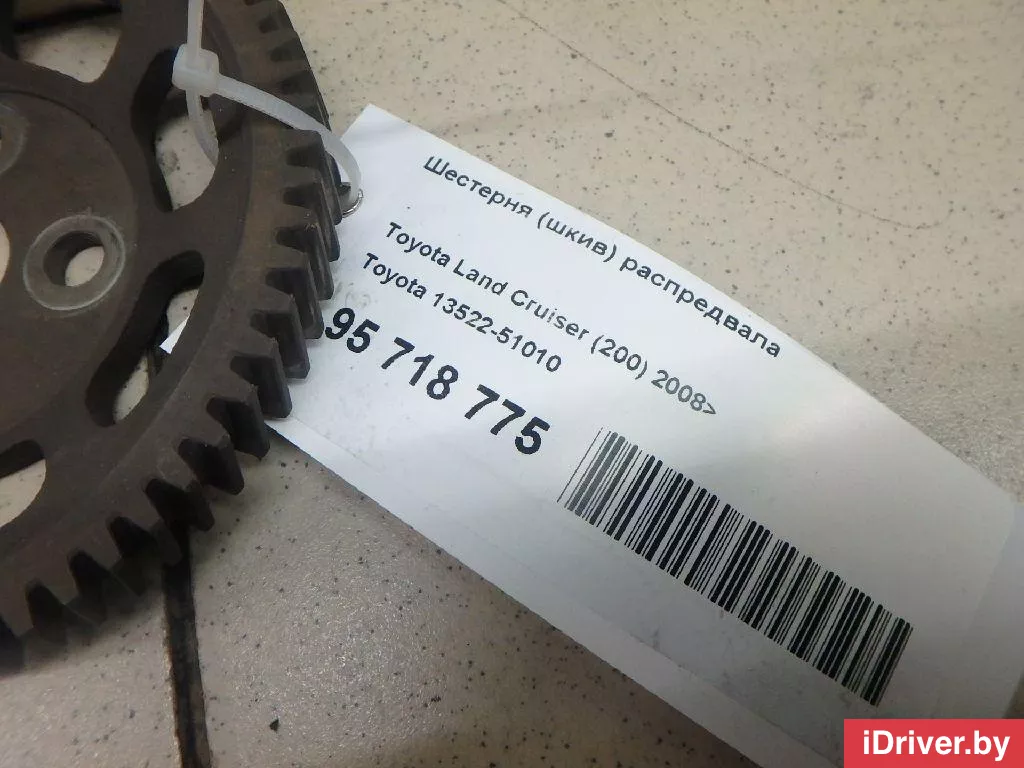 Шестерня (шкив) распредвала
Toyota Land Cruiser (200) 2008>
Toyota 13522-51010
95 718 775
iDriver.by